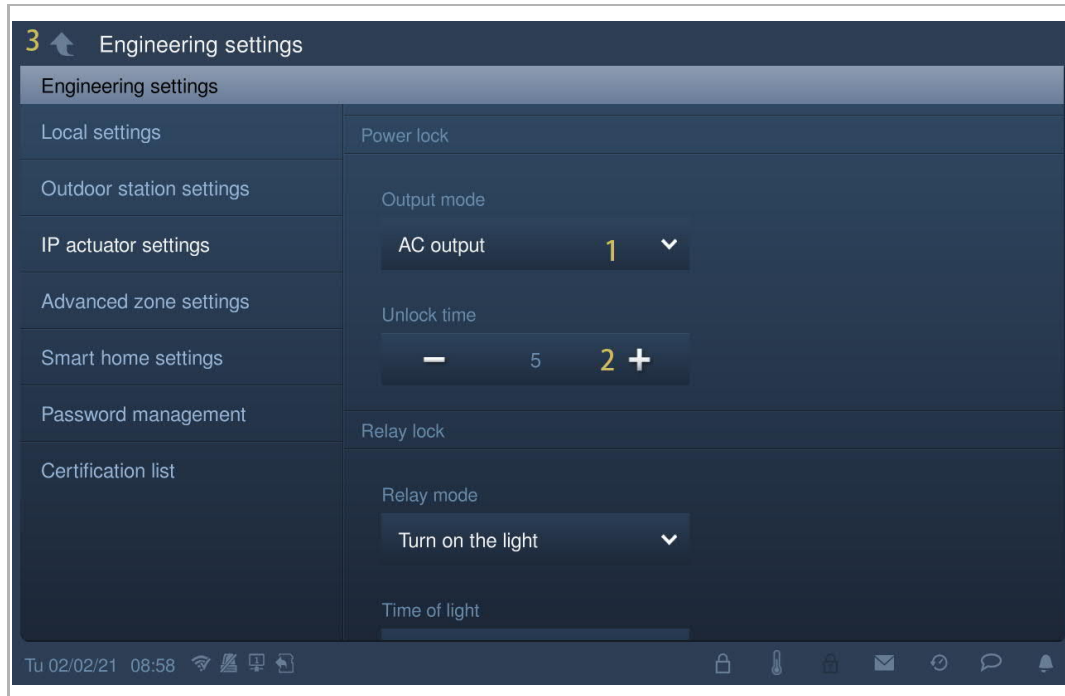 3 Engineering settings
Engineering settings
Local settings
Outdoor station settings
IP actuator settings
Advanced zone settings
Smart home settings
Password management
Certification list
Power lock
Output mode
AC output 1
Unlock time
5 2
Relay lock
Relay mode
Turn on the light
Time of light
Tu 02/02/21 08:58